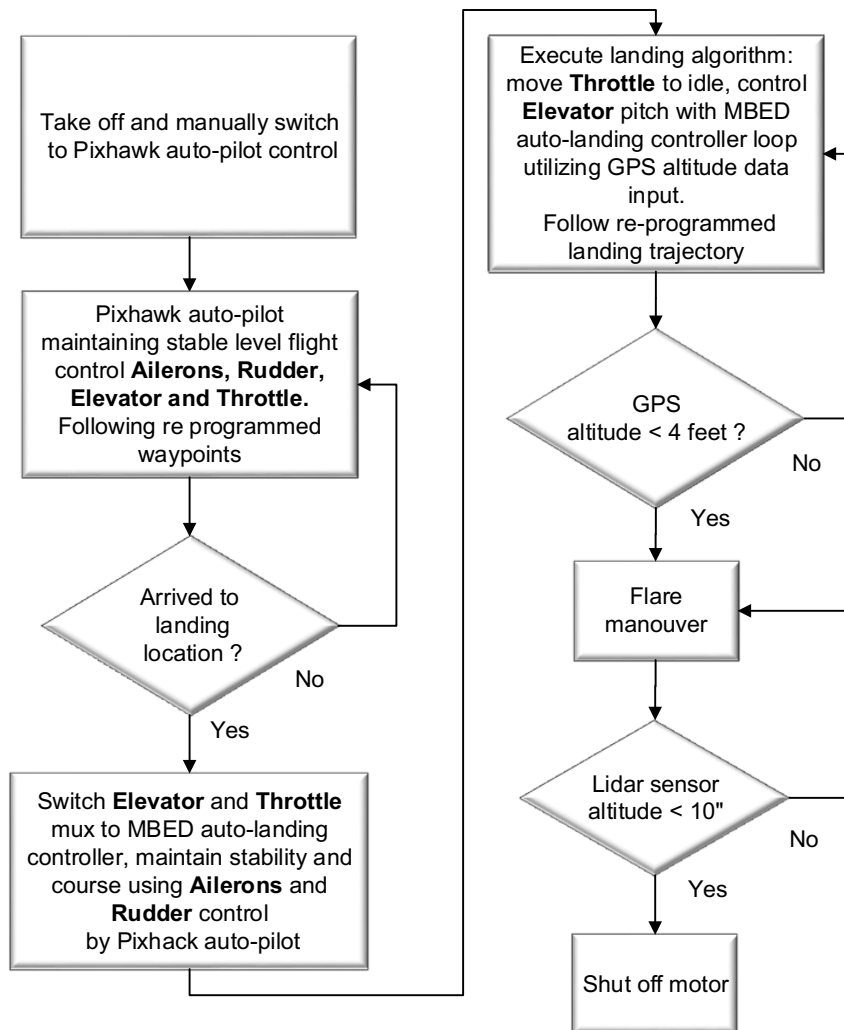 Take off and manually switch
to Pixhawk auto-pilot control
Pixhawk auto-pilot
maintaining stable level flight
control Ailerons, Rudder,
Elevator and Throttle.
Following re programmed
waypoints
Arrived to
landing
location ?
No
Yes
Switch Elevator and Throttle
mux to MBED auto-landing
controller, maintain stability and
course using Ailerons and
Rudder control
by Pixhack auto-pilot
Execute landing algorithm:
move Throttle to idle, control
Elevator pitch with MBED
auto-landing controller loop
utilizing GPS altitude data
input.
Follow re-programmed
landing trajectory
GPS
altitude < 4 feet ?
No
Yes
Flare
manouver
Lidar sensor
altitude < 10"
No
Yes
Shut off motor